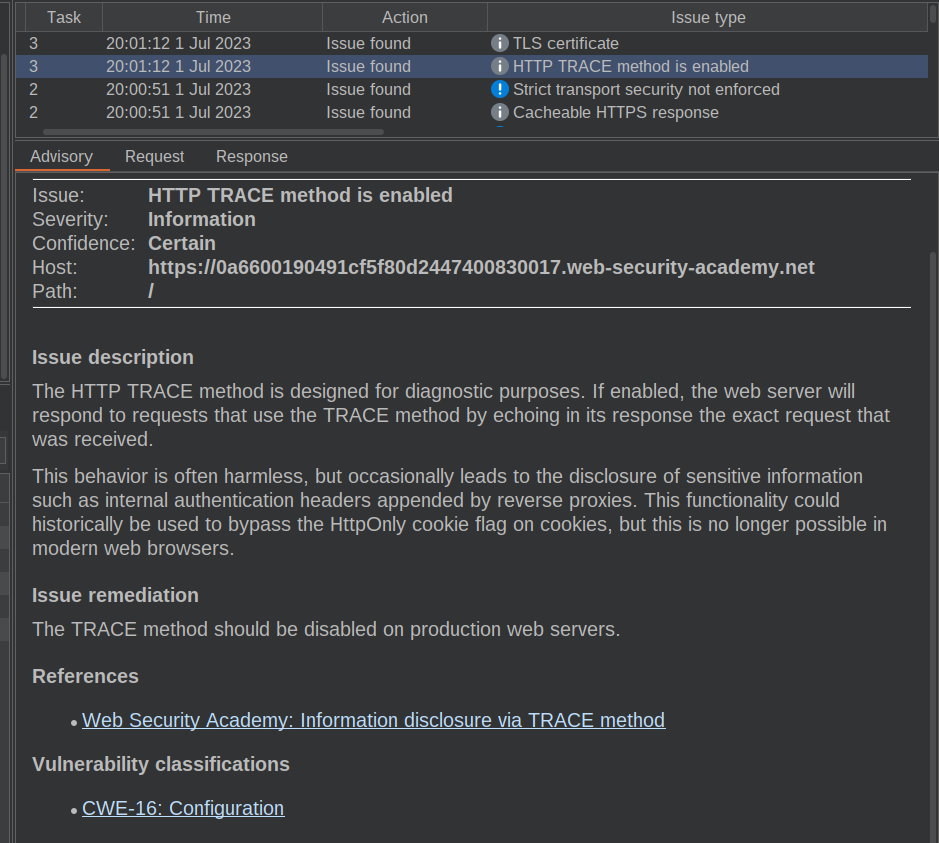 Task Time Action Issue type
3 20:01:12 1 Jul 2023 Issue found TLS certificate
3 20:01:12 1 Jul 2023 Issue found HTTP TRACE method is enabled
2 20:00:51 1 Jul 2023 Issue found Strict transport security not enforced
2 20:00:51 1 Jul 2023 Issue found Cacheable HTTPS response
Advisory Request Response
Issue: HTTP TRACE method is enabled
Severity: Information
Confidence: Certain
Host: https://0a6600190491cf5f80d2447400830017.web-security-academy.net
Path: /
Issue description
The HTTP TRACE method is designed for diagnostic purposes. If enabled, the web server will
respond to requests that use the TRACE method by echoing in its response the exact request that
was received.
This behavior is often harmless, but occasionally leads to the disclosure of sensitive information
such as internal authentication headers appended by reverse proxies. This functionality could
historically be used to bypass the HttpOnly cookie flag on cookies, but this is no longer possible in
modern web browsers.
Issue remediation
The TRACE method should be disabled on production web servers.
References
• Web Security Academy: Information disclosure via TRACE method
Vulnerability classifications
• CWE-16: Configuration